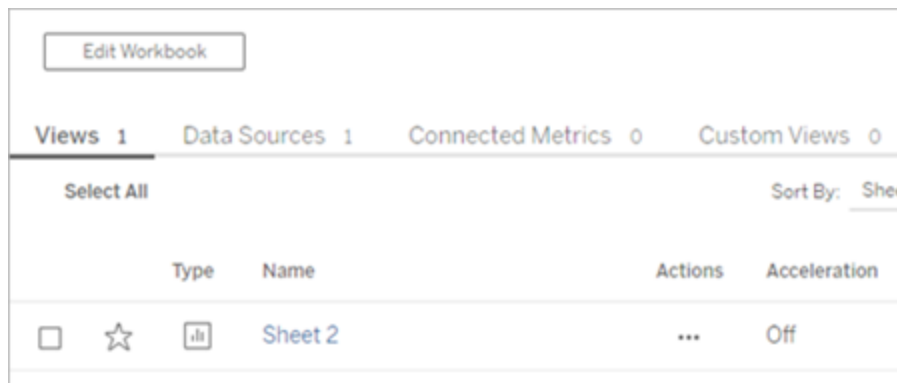 Edit Workbook
Views 1 Data Sources 1 Connected Metrics 0 Custom Views 0
Select All Sort By:
Type Name Actions Acceleration
Sheet 2 ••• Off